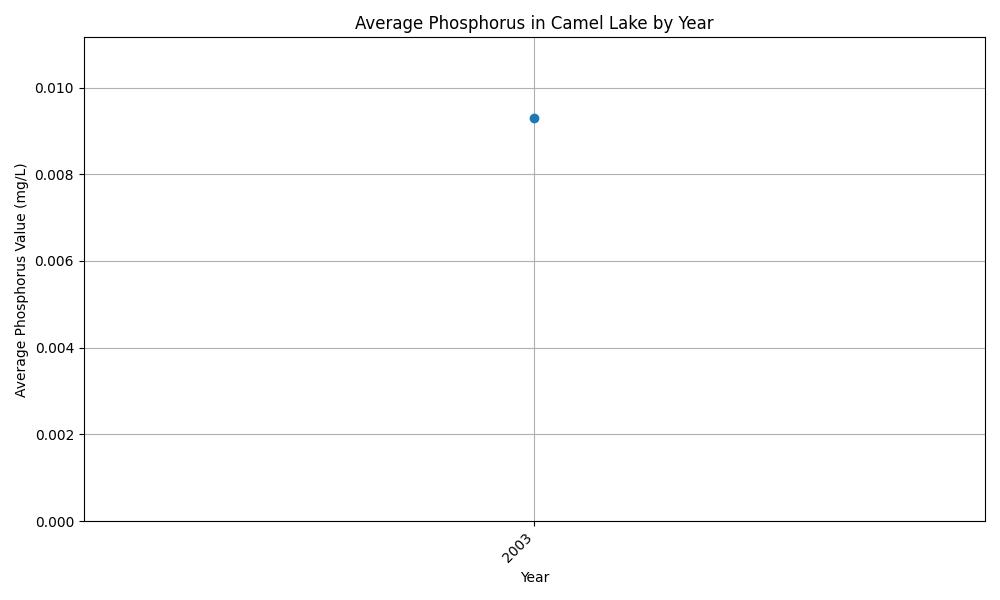 Average Phosphorus in Camel Lake by Year
Average Phosphorus Value (mg/L)
0.010
0.008
0.006
0.004
0.002
0.000
2003
Year